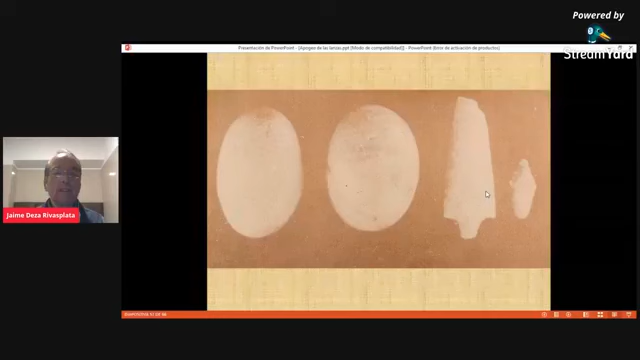 Powered by
StreamYard
Presentación de PowerPoint - [Apogeo de las lanzas.ppt [Modo de compatibilidad]] - PowerPoint (Error de activación de productos)
Jaime Deza Rivasplata